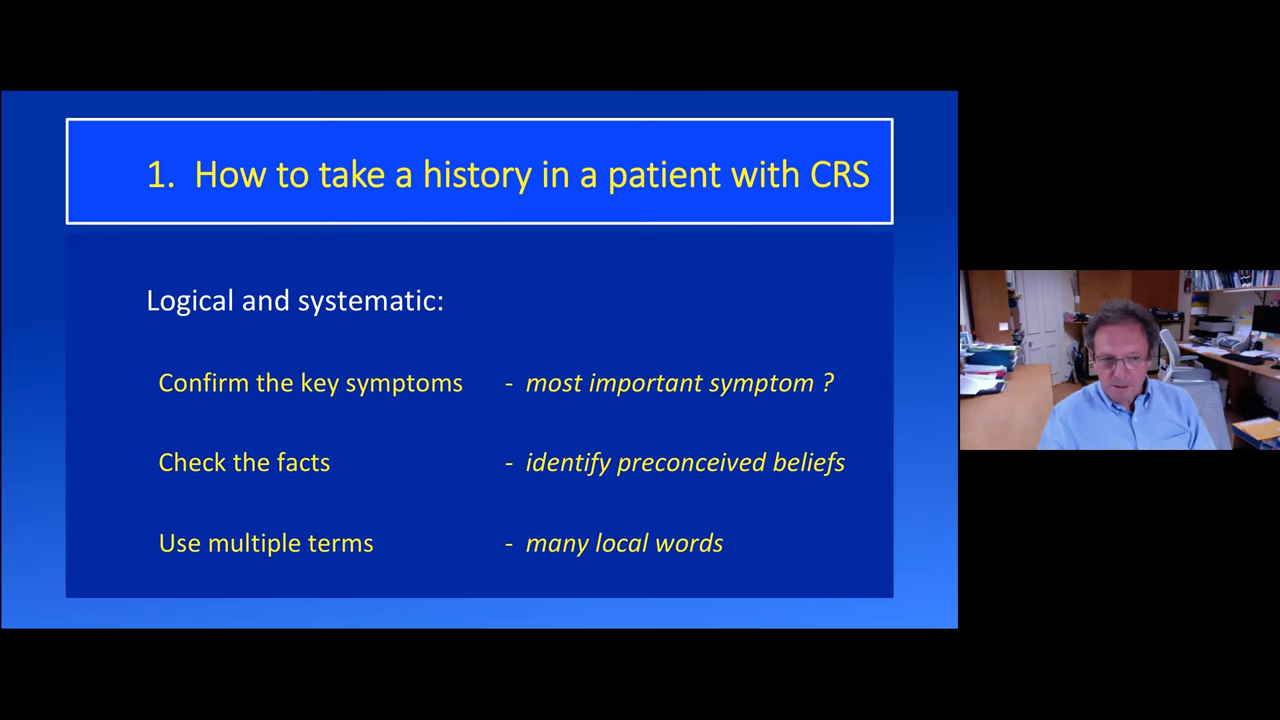 1. How to take a history in a patient with CRS
Logical and systematic:
Confirm the key symptoms - most important symptom ?
Check the facts - identify preconceived beliefs
Use multiple terms - many local words